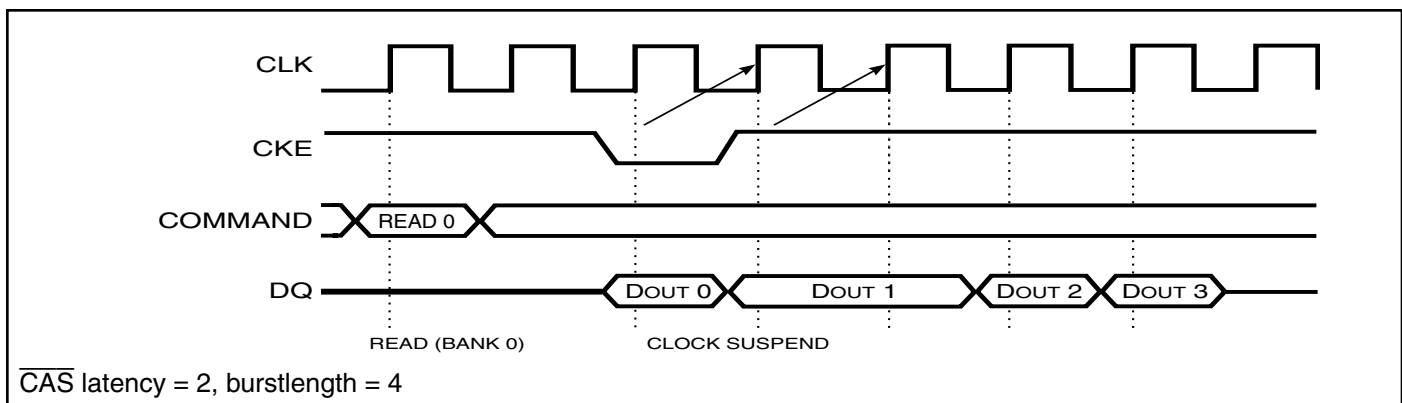 CLK
CKE
COMMAND READ 0
DQ DOUT 0 DOUT 1 DOUT 2 DOUT 3
READ (BANK 0) CLOCK SUSPEND
CAS latency = 2, burstlength = 4